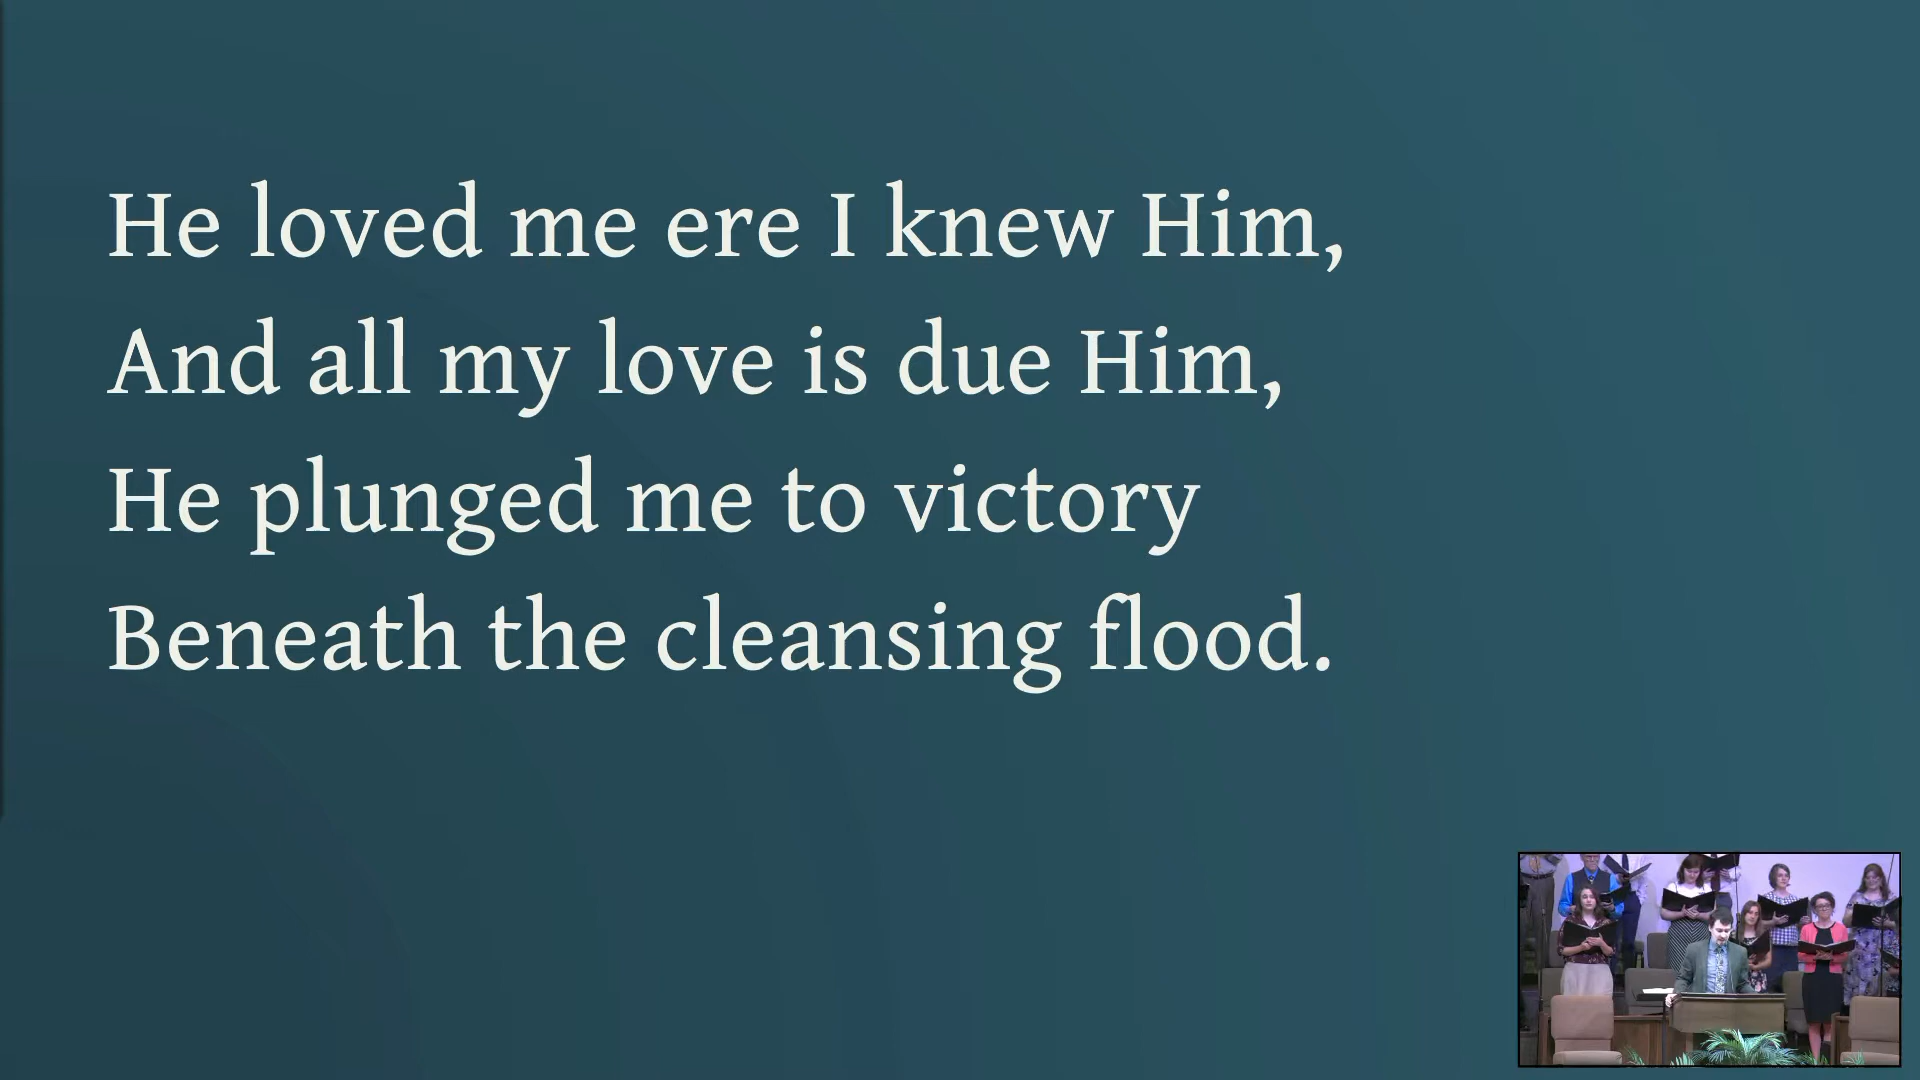 He loved me ere I knew Him,
And all my love is due Him,
He plunged me to victory
Beneath the cleansing flood.